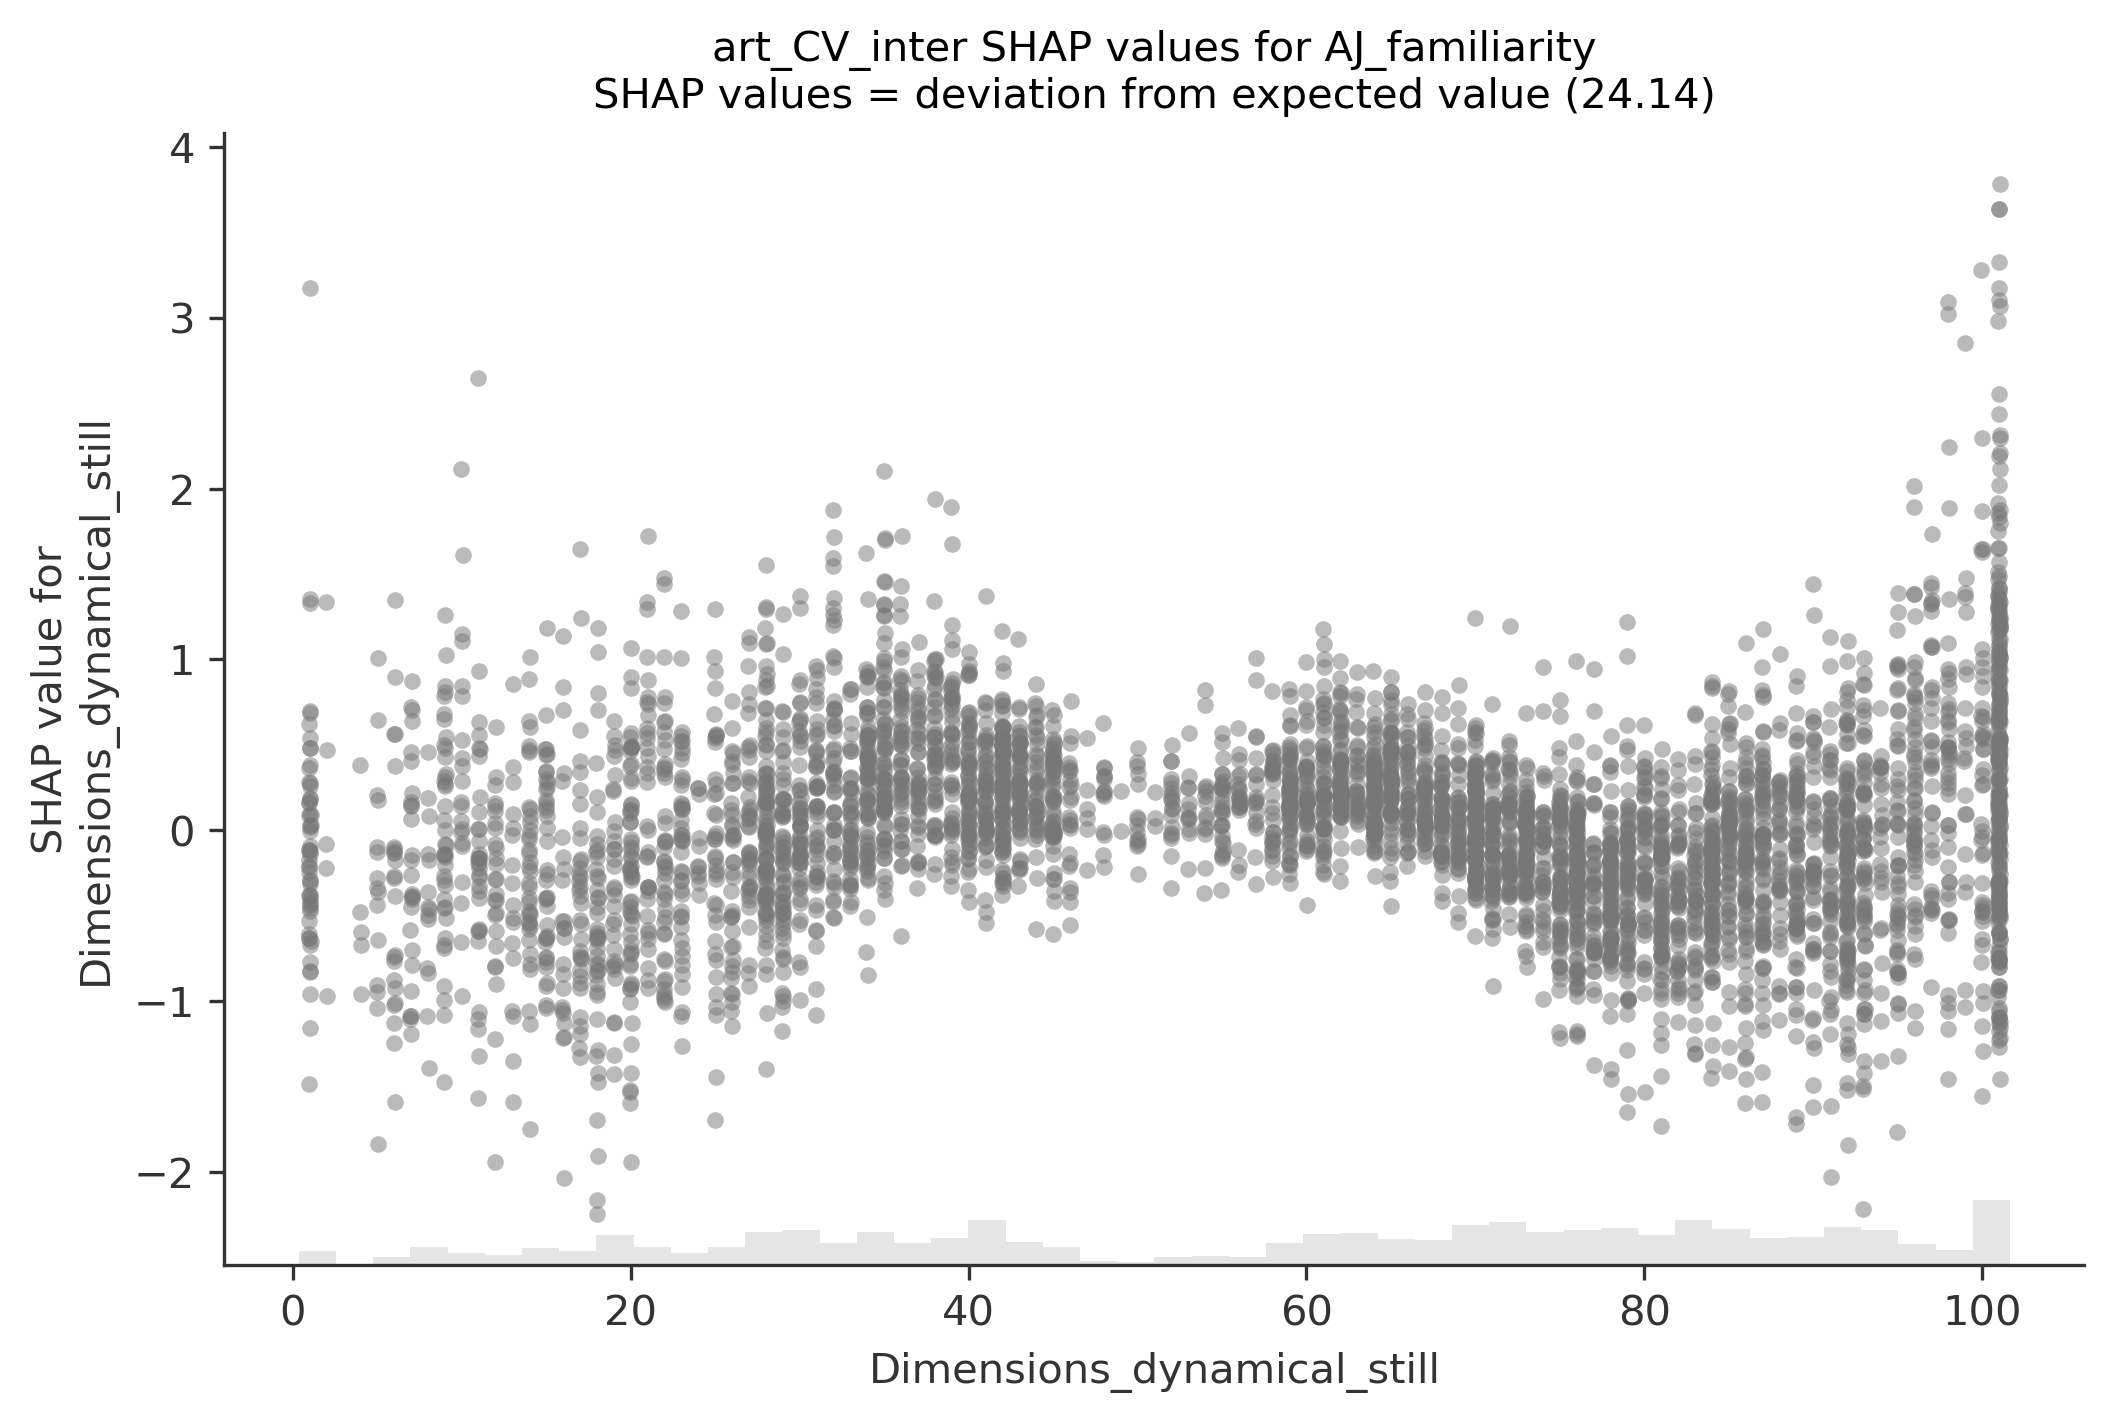 art_CV_inter SHAP values for AJ_familiarity
SHAP values = deviation from expected value (24.14)
4
3
2
1
0
−1
−2
SHAP value for
Dimensions_dynamical_still
0 20 40 60 80 100
Dimensions_dynamical_still